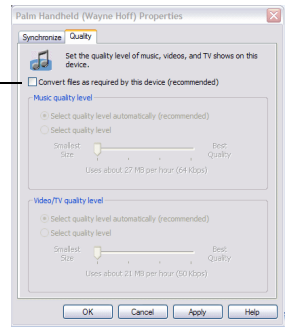 Palm Handheld (Wayne Hoff) Properties
Synchronize Quality
Set the quality level of music, videos, and TV shows on this
device.
Convert files as required by this device (recommended)
Music quality level
Select quality level automatically (recommended)
Select quality level
Smallest Size
Best Quality
Uses about 27 MB per hour (64 Kbps)
Video/TV quality level
Select quality level automatically (recommended)
Select quality level
Smallest Size
Best Quality
Uses about 21 MB per hour (50 Kbps)
OK Cancel Apply Help